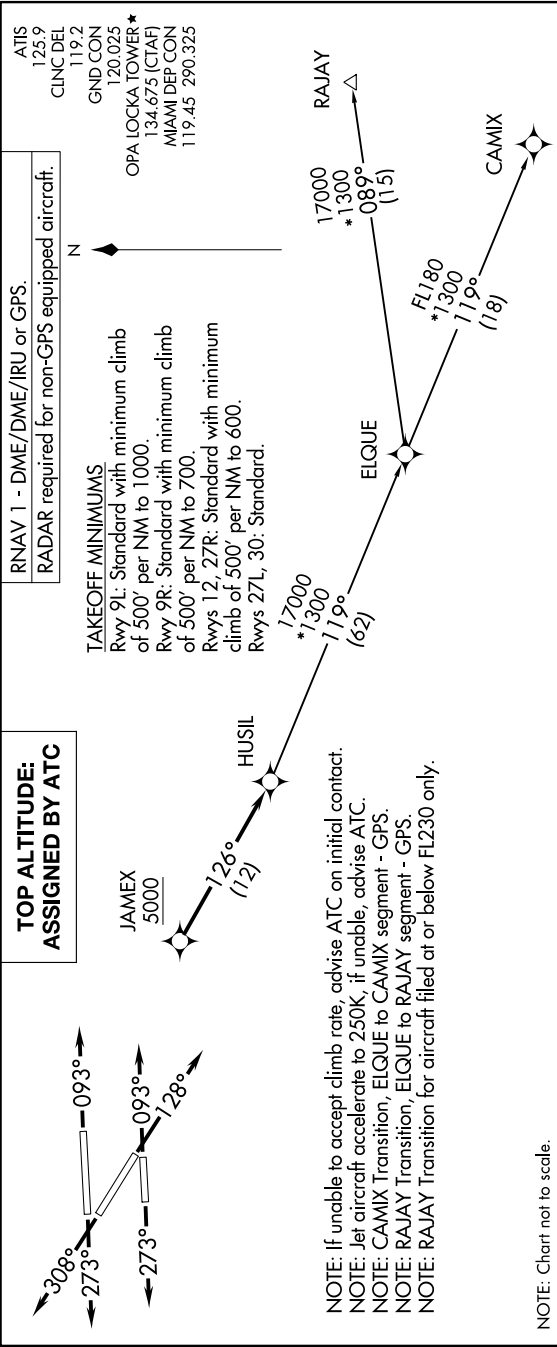 TOP ALTITUDE:
ASSIGNED BY ATC
RNAV 1 - DME/DME/IRU or GPS.
RADAR required for non-GPS equipped aircraft.
ATIS
125.9
CLNC DEL
119.2
GND CON
120.025
OPA LOCKA TOWER★
134.675 (CTAF)
MIAMI DEP CON
119.45 290.325
N
TAKEOFF MINIMUMS
Rwy 9L: Standard with minimum climb
of 500' per NM to 1000.
Rwy 9R: Standard with minimum climb
of 500' per NM to 700.
Rwys 12, 27R: Standard with minimum
climb of 500' per NM to 600.
Rwys 27L, 30: Standard.
308°
273°
093°
273°
093°
128°
JAMEX
5000
126°
(12)
HUSIL
17000
*1300
119°
(62)
ELQUE
17000
*1300
089°
(15)
RAJAY
FL180
*1300
119°
(18)
CAMIX
NOTE: If unable to accept climb rate, advise ATC on initial contact.
NOTE: Jet aircraft accelerate to 250K, if unable, advise ATC.
NOTE: CAMIX Transition, ELQUE to CAMIX segment - GPS.
NOTE: RAJAY Transition, ELQUE to RAJAY segment - GPS.
NOTE: RAJAY Transition for aircraft filed at or below FL230 only.
NOTE: Chart not to scale.